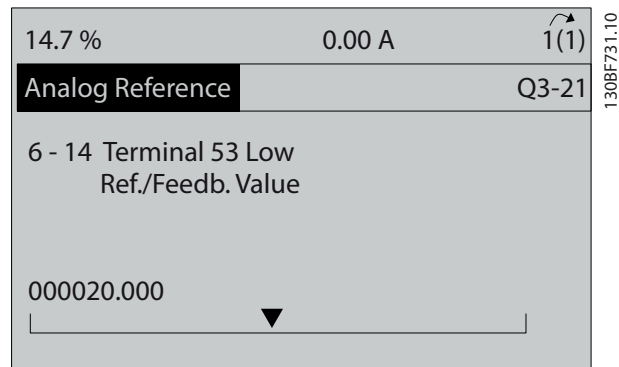 14.7 % 0.00 A 1(1)
Analog Reference Q3-21
6 - 14 Terminal 53 Low
Ref./Feedb. Value
000020.000
130BF731.10